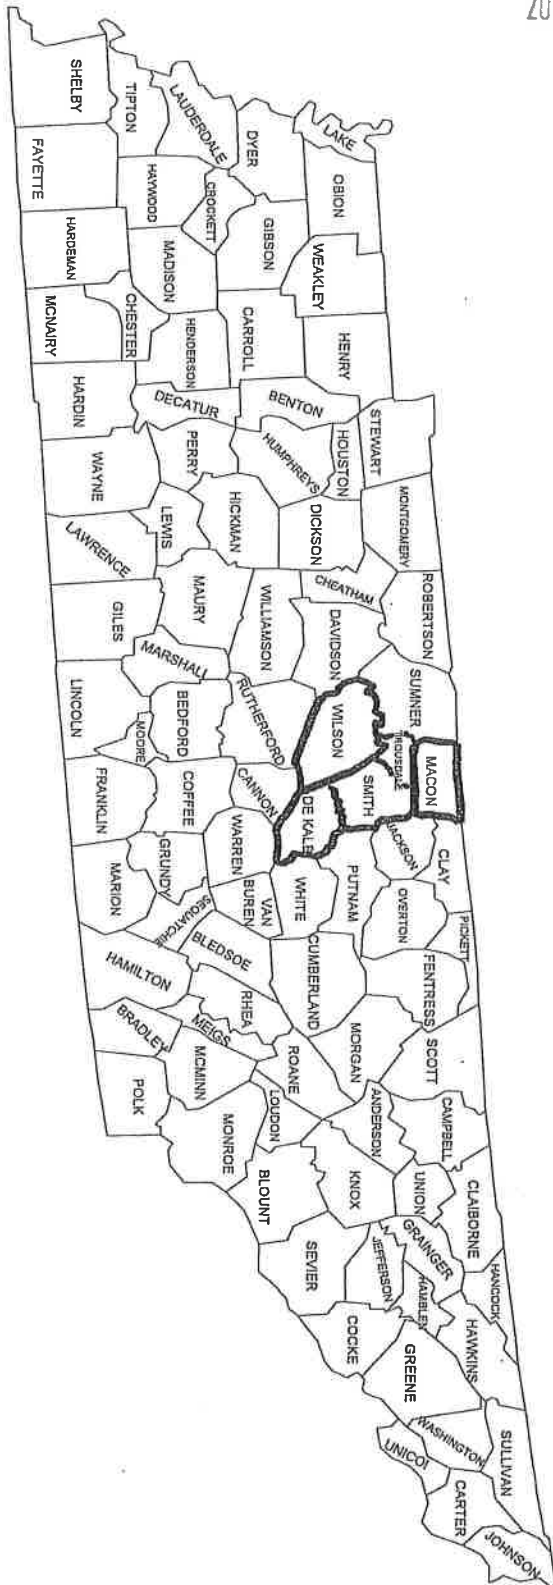 20
LAKE
OBION
WEAKLEY
HENRY
STEWART
MONTGOMERY
ROBERTSON
SUMNER
MACON
TROUSDALE
CLAY
PICKETT
DYER
GIBSON
CARROLL
BENTON
HOUSTON
HUMPHREYS
DICKSON
CHEATHAM
DAVIDSON
WILSON
SMITH
JACKSON
OVERTON
FENTRESS
SCOTT
CAMPBELL
CLAIBORNE
HANCOCK
HAWKINS
SULLIVAN
JOHNSON
LAUDERDALE
CROCKETT
TIPTON
HAYWOOD
MADISON
HENDERSON
DECATUR
PERRY
HICKMAN
WILLIAMSON
RUTHERFORD
CANNON
DE KALB
PUTNAM
WHITE
CUMBERLAND
MORGAN
ANDERSON
UNION
GRAINGER
HAMBLEN
JEFFERSON
KNOX
GREENE
WASHINGTON
UNICOI
CARTER
SHELBY
FAYETTE
HARDEMAN
CHESTER
MCNAIRY
HARDIN
WAYNE
LEWIS
LAWRENCE
MAURY
GILES
MARSHALL
LINCOLN
BEDFORD
MOORE
COFFEE
FRANKLIN
WARREN
GRUNDY
VAN
BUREN
SEQUATCHIE
MARION
BLEDSOE
HAMILTON
RHEA
MEIGS
BRADLEY
ROANE
LOUDON
MCMINN
POLK
MONROE
BLOUNT
SEVIER
COCKE